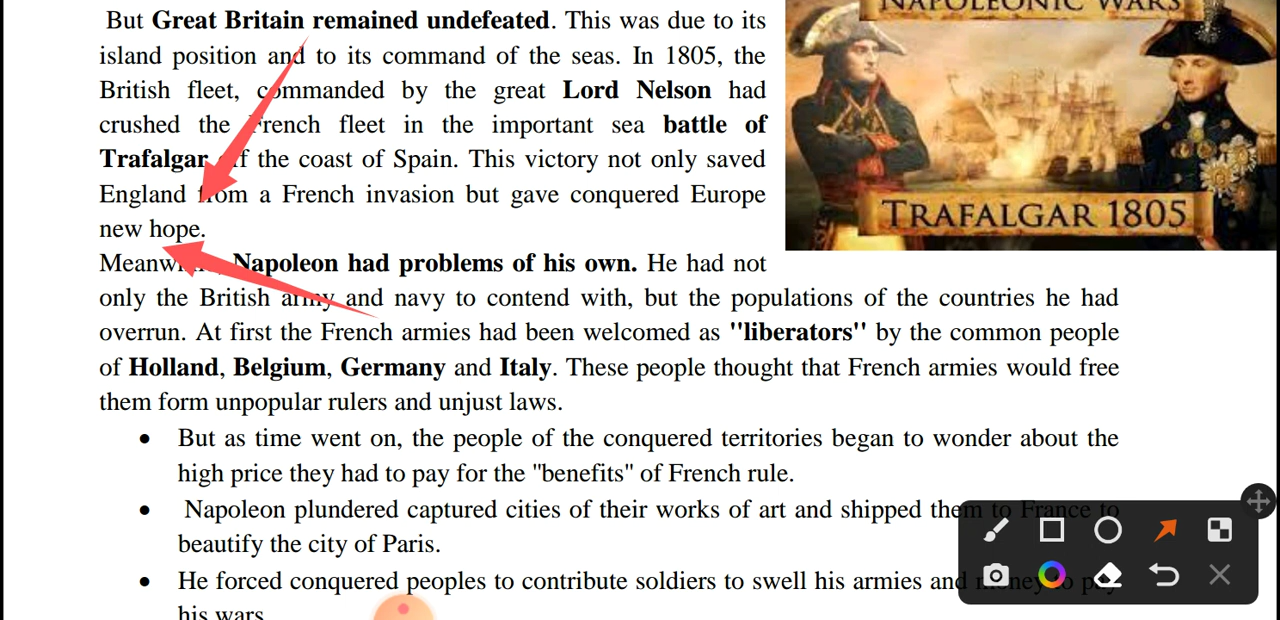 NAPOLEONIC WARS
But Great Britain remained undefeated. This was due to its
island position and to its command of the seas. In 1805, the
British fleet, commanded by the great Lord Nelson had
crushed the French fleet in the important sea battle of
Trafalgar off the coast of Spain. This victory not only saved
England from a French invasion but gave conquered Europe
new hope.
TRAFALGAR 1805
Napoleon had problems of his own. He had not
only the British army and navy to contend with, but the populations of the countries he had
overrun. At first the French armies had been welcomed as "liberators" by the common people
of Holland, Belgium, Germany and Italy. These people thought that French armies would free
them form unpopular rulers and unjust laws.
• But as time went on, the people of the conquered territories began to wonder about the
high price they had to pay for the "benefits" of French rule.
• Napoleon plundered captured cities of their works of art and shipped them to France to
beautify the city of Paris.
• He forced conquered peoples to contribute soldiers to swell his armies and money to pay
his wars